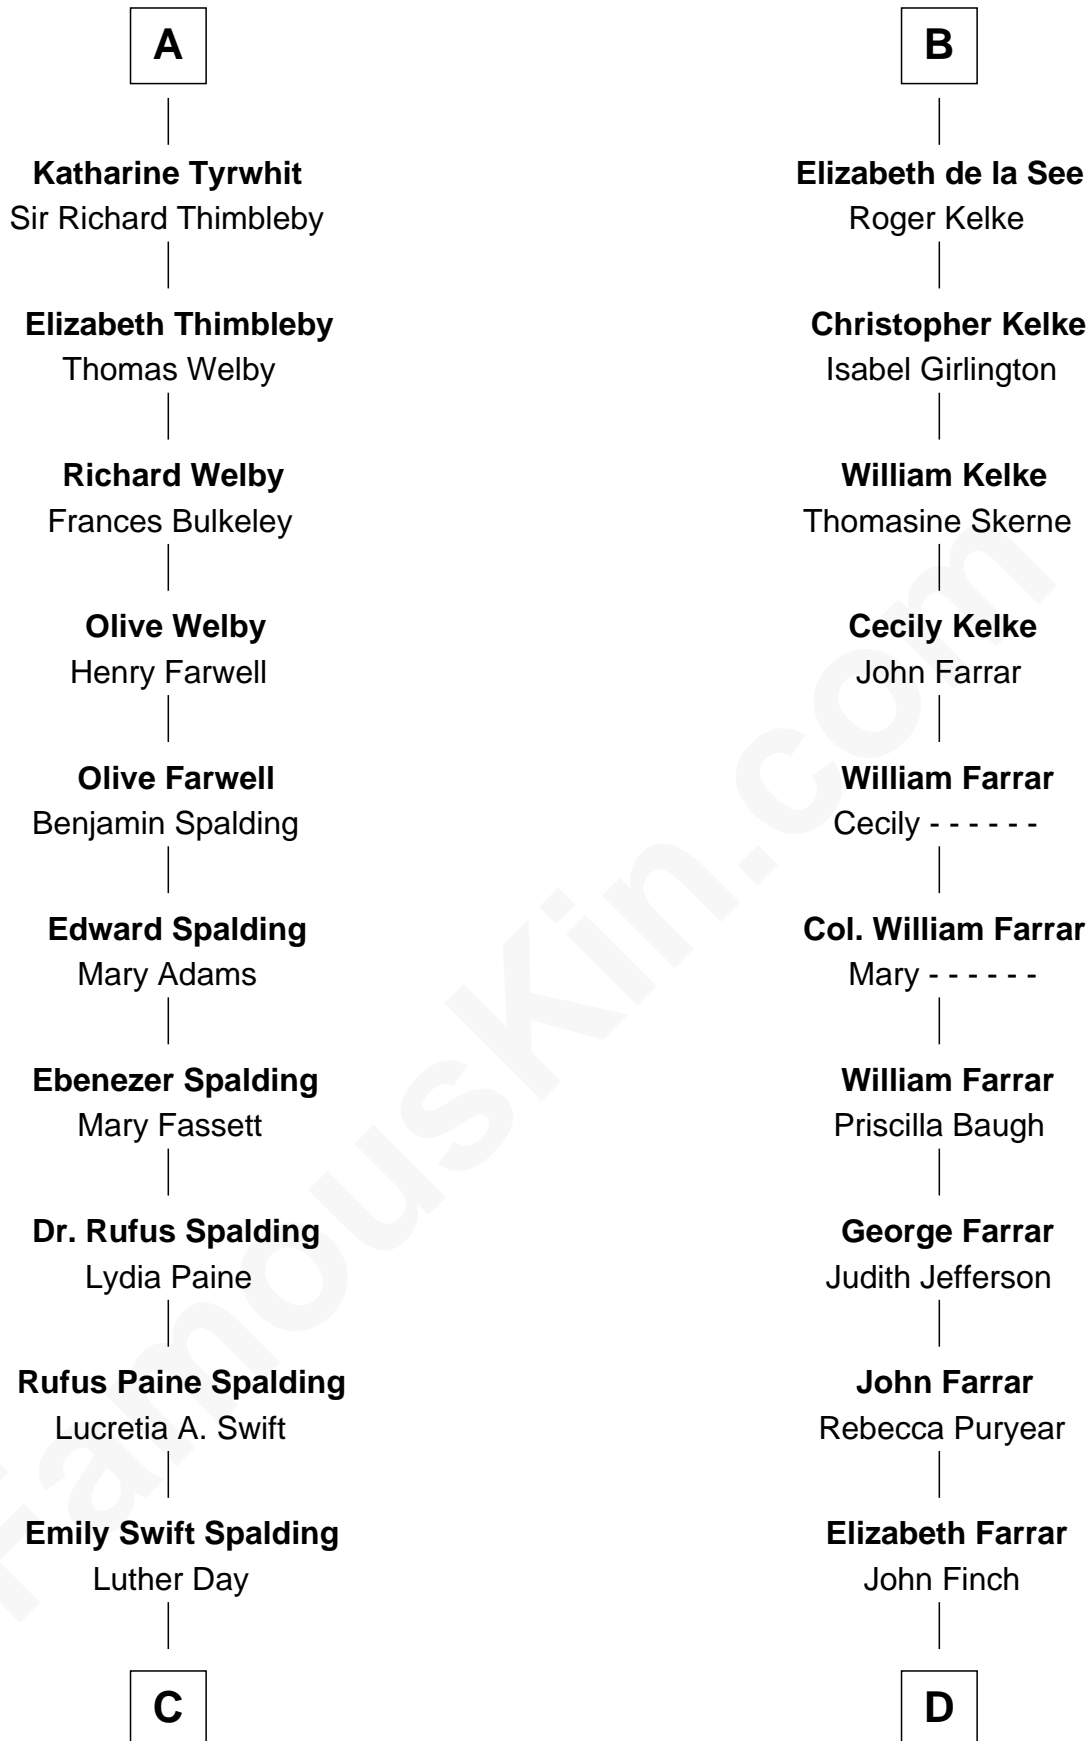 A
Katharine Tyrwhit
Sir Richard Thimbleby
Elizabeth Thimbleby
Thomas Welby
Richard Welby
Frances Bulkeley
Olive Welby
Henry Farwell
Olive Farwell
Benjamin Spalding
Edward Spalding
Mary Adams
Ebenezer Spalding
Mary Fassett
Dr. Rufus Spalding
Lydia Paine
Rufus Paine Spalding
Lucretia A. Swift
Emily Swift Spalding
Luther Day
C
B
Elizabeth de la See
Roger Kelke
Christopher Kelke
Isabel Girlington
William Kelke
Thomasine Skerne
Cecily Kelke
John Farrar
William Farrar
Cecily - - - - - -
Col. William Farrar
Mary - - - - - -
William Farrar
Priscilla Baugh
George Farrar
Judith Jefferson
John Farrar
Rebecca Puryear
Elizabeth Farrar
John Finch
D
FamousKin.com